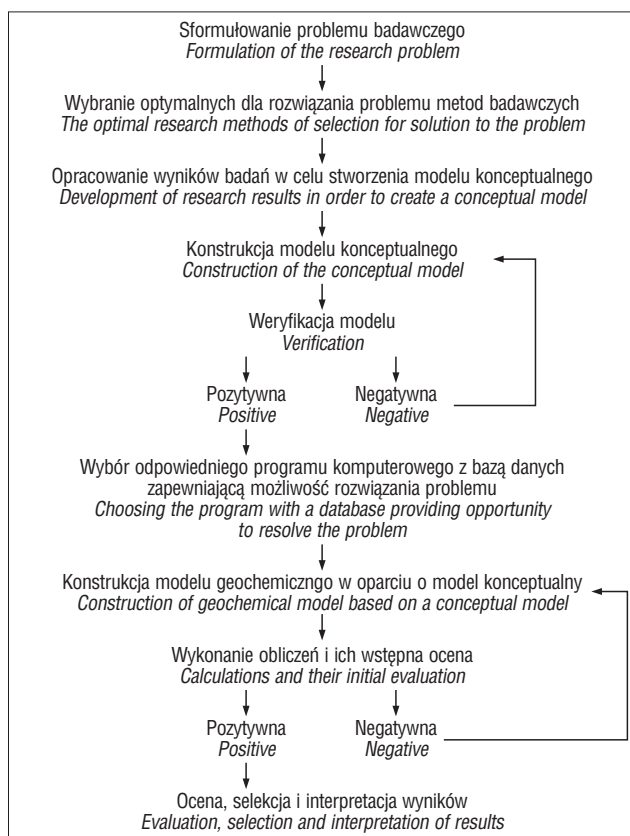 Sformułowanie problemu badawczego
Formulation of the research problem
Wybranie optymalnych dla rozwiązania problemu metod badawczych
The optimal research methods of selection for solution to the problem
Opracowanie wyników badań w celu stworzenia modelu konceptualnego
Development of research results in order to create a conceptual model
Konstrukcja modelu konceptualnego
Construction of the conceptual model
Weryfikacja modelu
Verification
Pozytywna
Positive
Negatywna
Negative
Wybór odpowiedniego programu komputerowego z bazą danych
zapewniającą możliwość rozwiązania problemu
Choosing the program with a database providing opportunity
to resolve the problem
Konstrukcja modelu geochemiczngo w oparciu o model konceptualny
Construction of geochemical model based on a conceptual model
Wykonanie obliczeń i ich wstępna ocena
Calculations and their initial evaluation
Pozytywna
Positive
Negatywna
Negative
Ocena, selekcja i interpretacja wyników
Evaluation, selection and interpretation of results